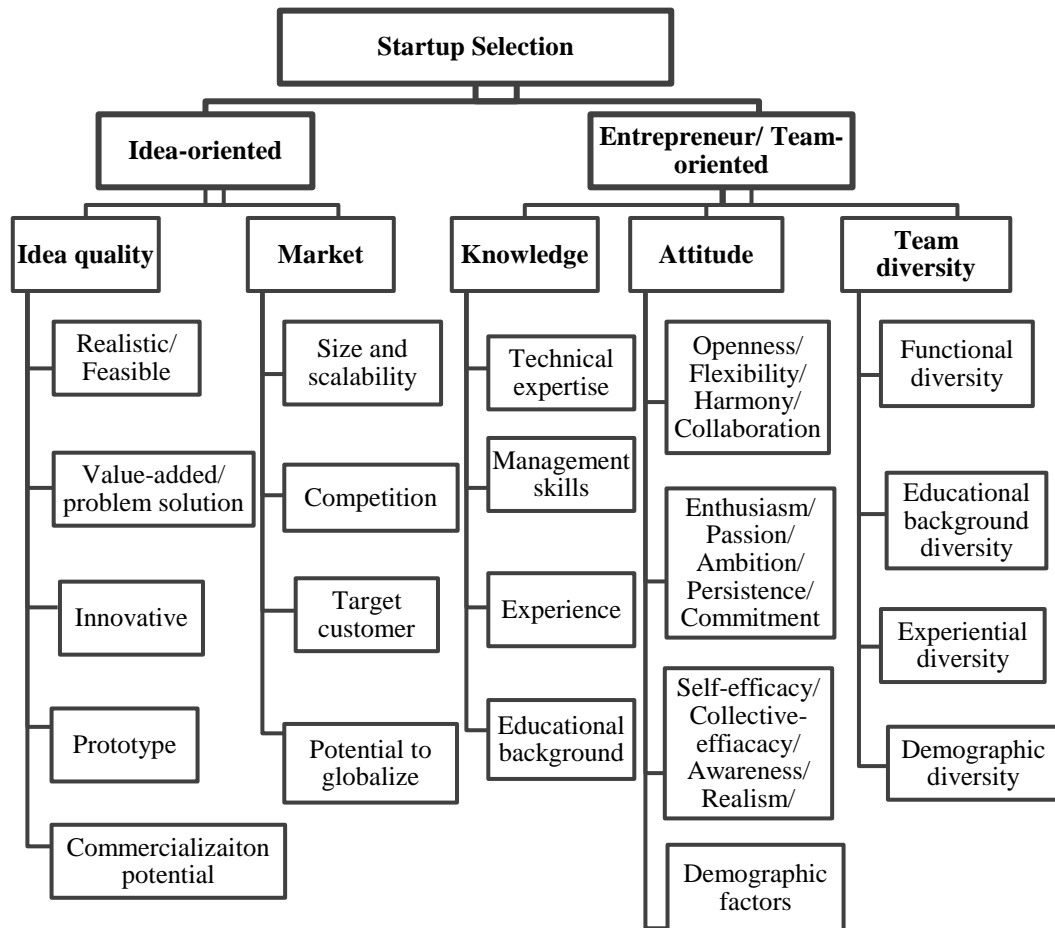 Startup Selection
Idea-oriented
Entrepreneur/ Team-
oriented
Idea quality
Market
Knowledge
Attitude
Team
diversity
Realistic/
Feasible
Value-added/
problem solution
Innovative
Prototype
Commercializaiton
potential
Size and
scalability
Competition
Target
customer
Potential to
globalize
Technical
expertise
Management
skills
Experience
Educational
background
Openness/
Flexibility/
Harmony/
Collaboration
Enthusiasm/
Passion/
Ambition/
Persistence/
Commitment
Self-efficacy/
Collective-
effiacacy/
Awareness/
Realism/
Demographic
factors
Functional
diversity
Educational
background
diversity
Experiential
diversity
Demographic
diversity